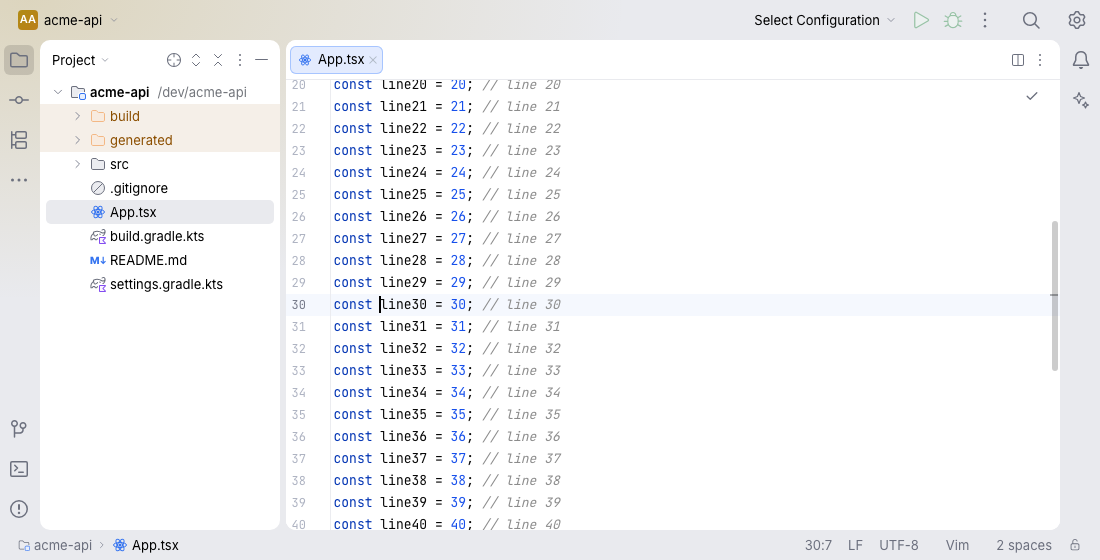 AA acme-api
Select Configuration
Project
App.tsx
acme-api /dev/acme-api
build
generated
src
.gitignore
App.tsx
build.gradle.kts
M↓ README.md
settings.gradle.kts
20 const line20 = 20; // line 20
21 const line21 = 21; // line 21
22 const line22 = 22; // line 22
23 const line23 = 23; // line 23
24 const line24 = 24; // line 24
25 const line25 = 25; // line 25
26 const line26 = 26; // line 26
27 const line27 = 27; // line 27
28 const line28 = 28; // line 28
29 const line29 = 29; // line 29
30 const line30 = 30; // line 30
31 const line31 = 31; // line 31
32 const line32 = 32; // line 32
33 const line33 = 33; // line 33
34 const line34 = 34; // line 34
35 const line35 = 35; // line 35
36 const line36 = 36; // line 36
37 const line37 = 37; // line 37
38 const line38 = 38; // line 38
39 const line39 = 39; // line 39
40 const line40 = 40; // line 40
acme-api App.tsx
30:7 LF UTF-8 Vim 2 spaces